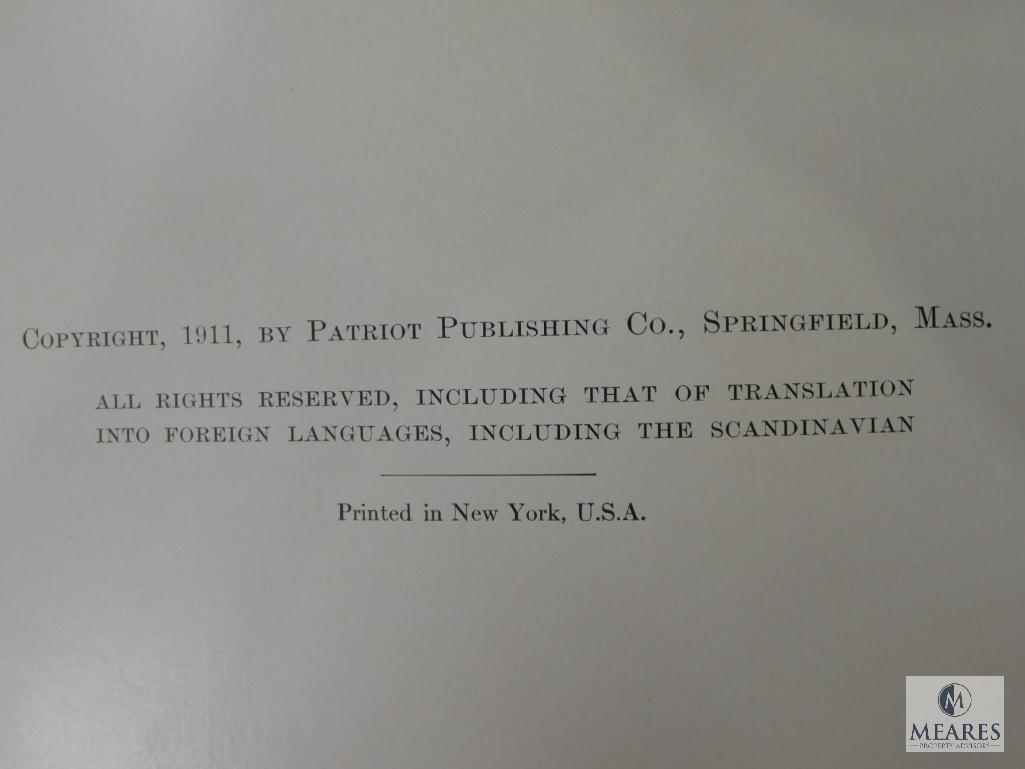 Copyright, 1911, by Patriot Publishing Co., Springfield, Mass.
ALL RIGHTS RESERVED, INCLUDING THAT OF TRANSLATION
INTO FOREIGN LANGUAGES, INCLUDING THE SCANDINAVIAN
Printed in New York, U.S.A.
M
MEARES
PROPERTY ADVISORS